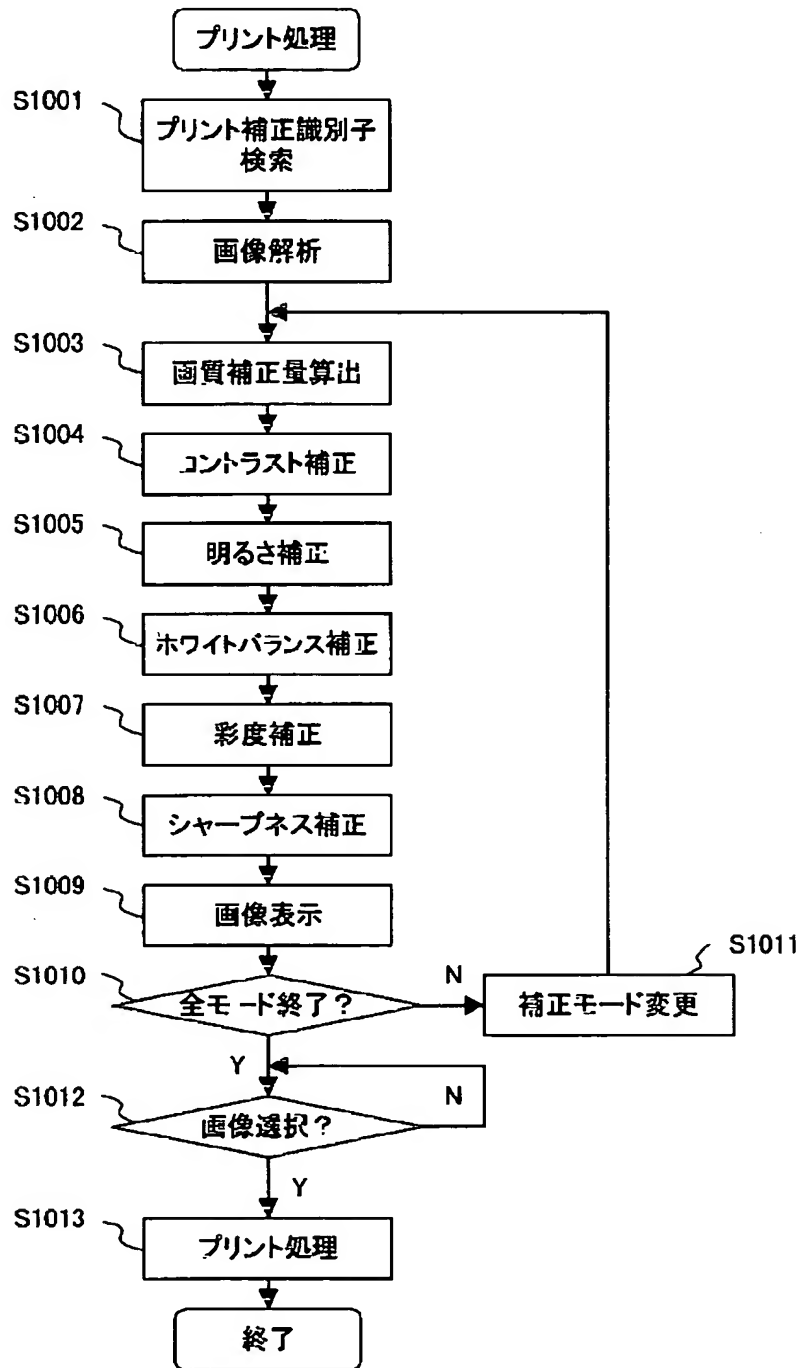 プリント処理
S1001
プリント補正識別子
検索
S1002
画像解析
S1003
画質補正量算出
S1004
コントラスト補正
S1005
明るさ補正
S1006
ホワイトバランス補正
S1007
彩度補正
S1008
シャープネス補正
S1009
画像表示
S1010
全モード終了?
N
S1011
補正モード変更
Y
S1012
画像選択?
N
Y
S1013
プリント処理
終了